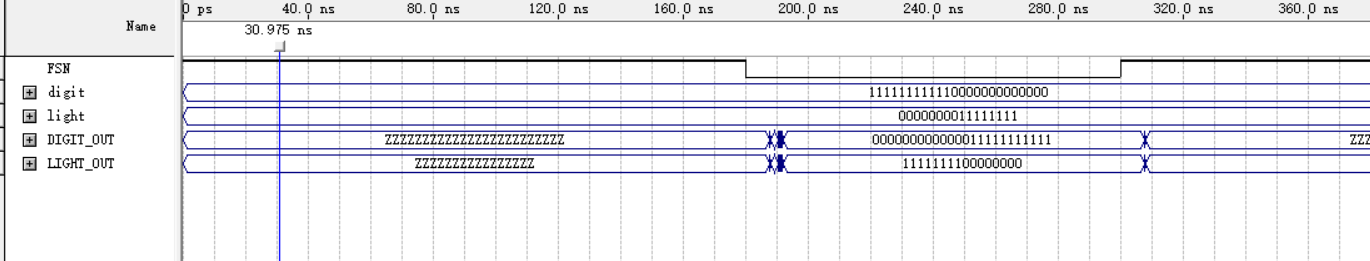 Name
0 ps 40.0 ns 80.0 ns 120.0 ns 160.0 ns 200.0 ns 240.0 ns 280.0 ns 320.0 ns 360.0 ns
30.975 ns
FSN
digit 111111111111000000000000
light 0000000011111111
DIGIT_OUT ZZZZZZZZZZZZZZZZZZZZZZZZ 000000000000111111111111 ZZZ
LIGHT_OUT ZZZZZZZZZZZZZZZZ 1111111100000000